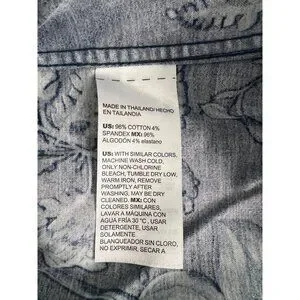 MADE IN THAILAND/HECHO
EN TAILANDIA
US: 96% COTTON 4%
SPANDEX MX: 96%
ALGODÓN 4% elastano
US: WITH SIMILAR COLORS,
MACHINE WASH COLD,
ONLY NON-CHLORINE
BLEACH, TUMBLE DRY LOW,
WARM IRON, REMOVE
PROMPTLY AFTER
WASHING, MAY BE DRY
CLEANED. MX: CON
COLORES SIMILARES,
LAVAR A MÁQUINA CON
AGUA FRÍA 30 °C , USAR
DETERGENTE, USAR
SOLAMENTE
BLANQUEADOR SIN CLORO,
NO EXPRIMIR, SECAR A